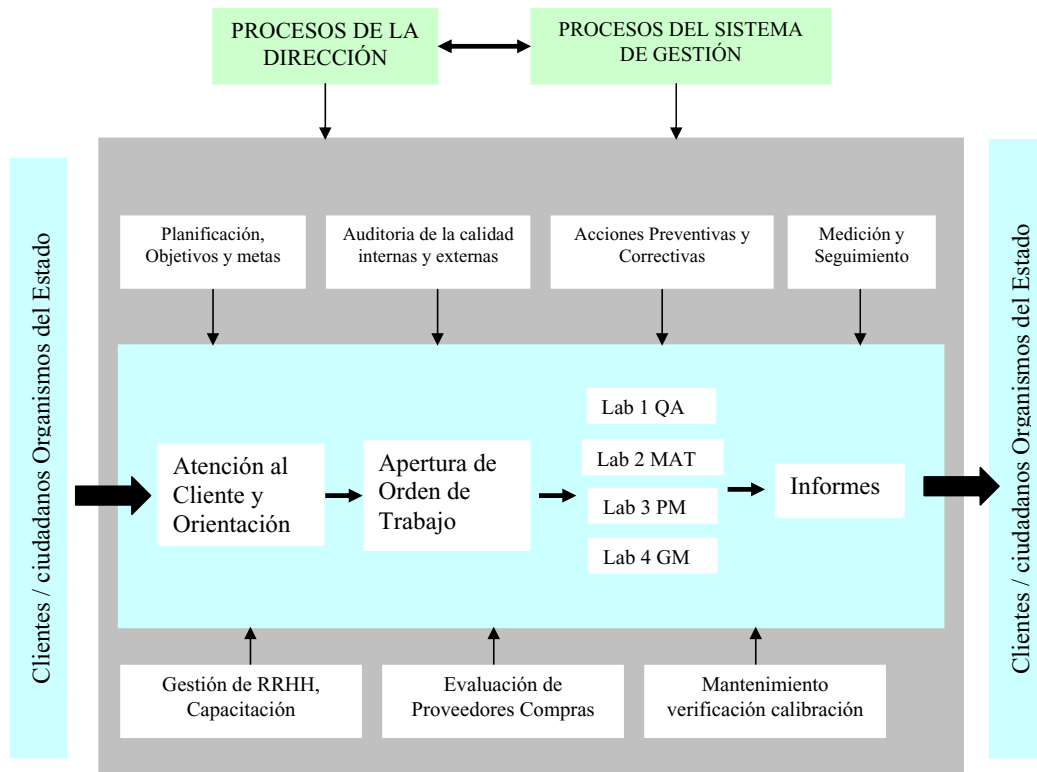 PROCESOS DE LA
DIRECCIÓN
PROCESOS DEL SISTEMA
DE GESTIÓN
Clientes / ciudadanos Organismos del Estado
Planificación,
Objetivos y metas
Auditoria de la calidad
internas y externas
Acciones Preventivas y
Correctivas
Medición y
Seguimiento
Atención al
Cliente y
Orientación
Apertura de
Orden de
Trabajo
Lab 1 QA
Lab 2 MAT
Lab 3 PM
Lab 4 GM
Informes
Gestión de RRHH,
Capacitación
Evaluación de
Proveedores Compras
Mantenimiento
verificación calibración
Clientes / ciudadanos Organismos del Estado